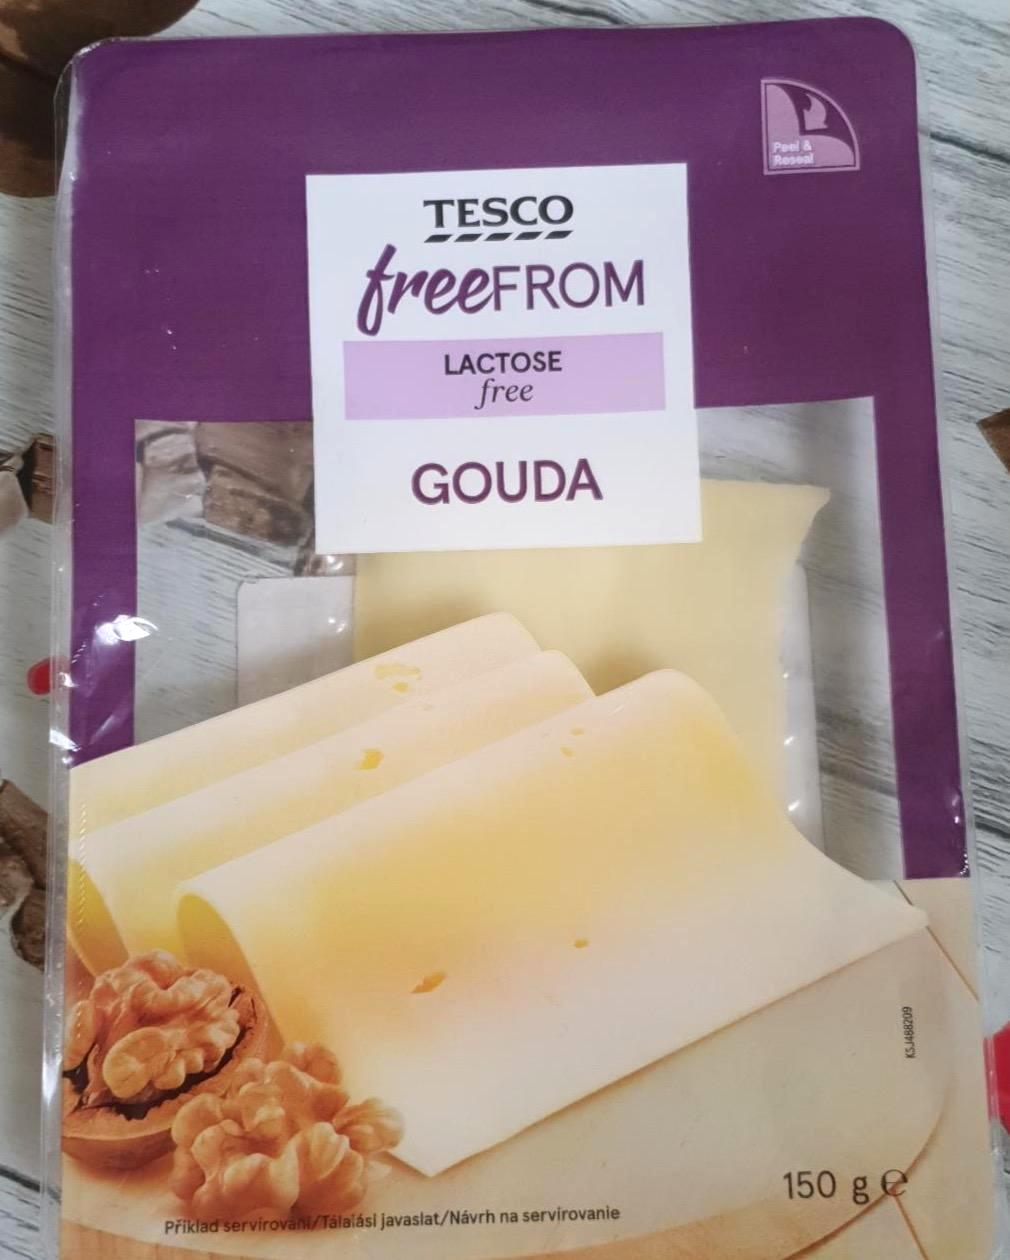 Peel &
Reseal
TESCO
freeFROM
LACTOSE
free
GOUDA
KSJ488209
150 g ℮
Příklad servírování/Tálalási javaslat/Návrh na servírovanie